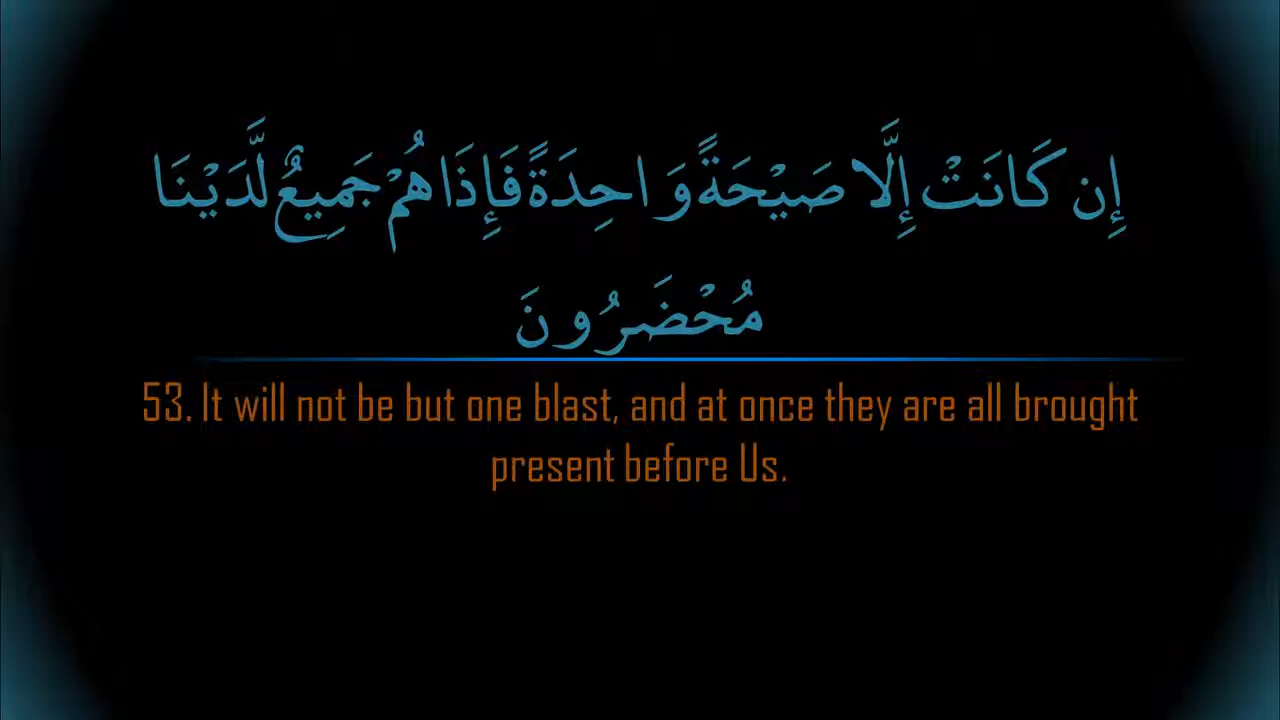 إِن كَانَتْ إِلَّا صَيْحَةً وَاحِدَةً فَإِذَا هُمْ جَمِيعٌ لَّدَيْنَا
مُحْضَرُونَ
53. It will not be but one blast, and at once they are all brought
present before Us.